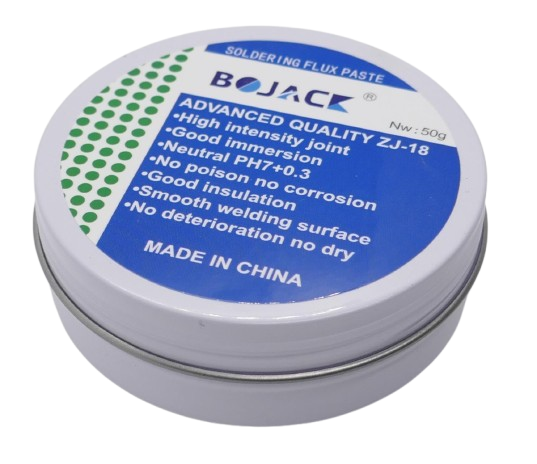 SOLDERING FLUX PASTE
BOJACK ®
Nw : 50g
ADVANCED QUALITY ZJ-18
•High intensity joint
•Good immersion
•Neutral PH7+0.3
•No poison no corrosion
•Good insulation
•Smooth welding surface
•No deterioration no dry
MADE IN CHINA